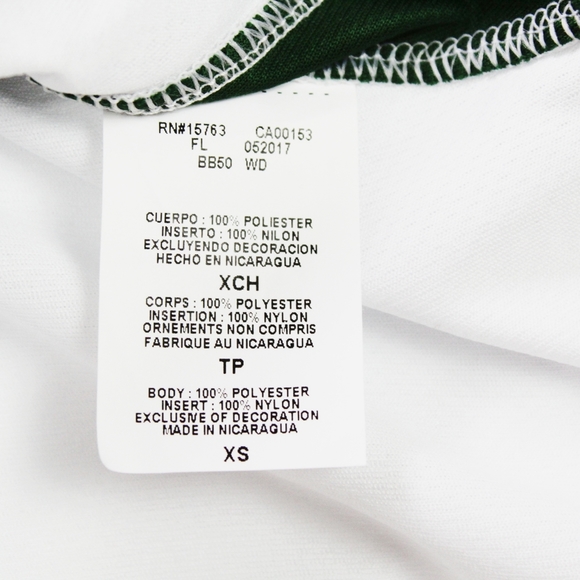 RN#15763 CA00153
FL 052017
BB50 WD
CUERPO : 100% POLIESTER
INSERTO : 100% NILON
EXCLUYENDO DECORACION
HECHO EN NICARAGUA
XCH
CORPS : 100% POLYESTER
INSERTION : 100% NYLON
ORNEMENTS NON COMPRIS
FABRIQUE AU NICARAGUA
TP
BODY : 100% POLYESTER
INSERT : 100% NYLON
EXCLUSIVE OF DECORATION
MADE IN NICARAGUA
XS